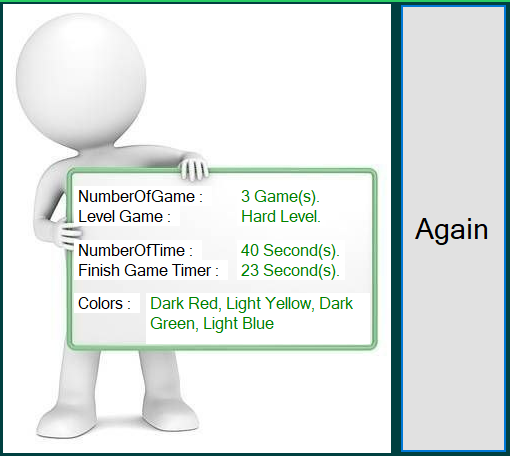 NumberOfGame : 3 Game(s).
Level Game : Hard Level.
NumberOfTime : 40 Second(s).
Finish Game Timer : 23 Second(s).
Colors : Dark Red, Light Yellow, Dark
Green, Light Blue
Again